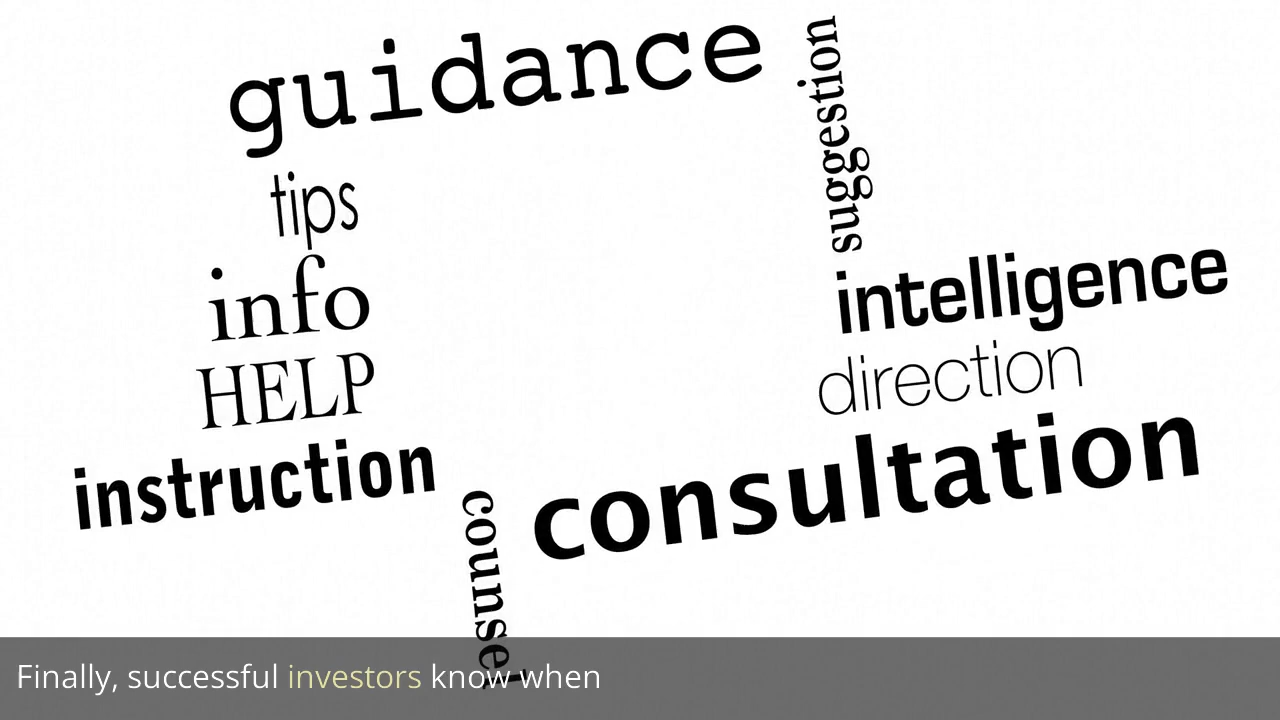 guidance
suggestion
tips
info
HELP
instruction
intelligence
direction
consultation
counsel
Finally, successful investors know when